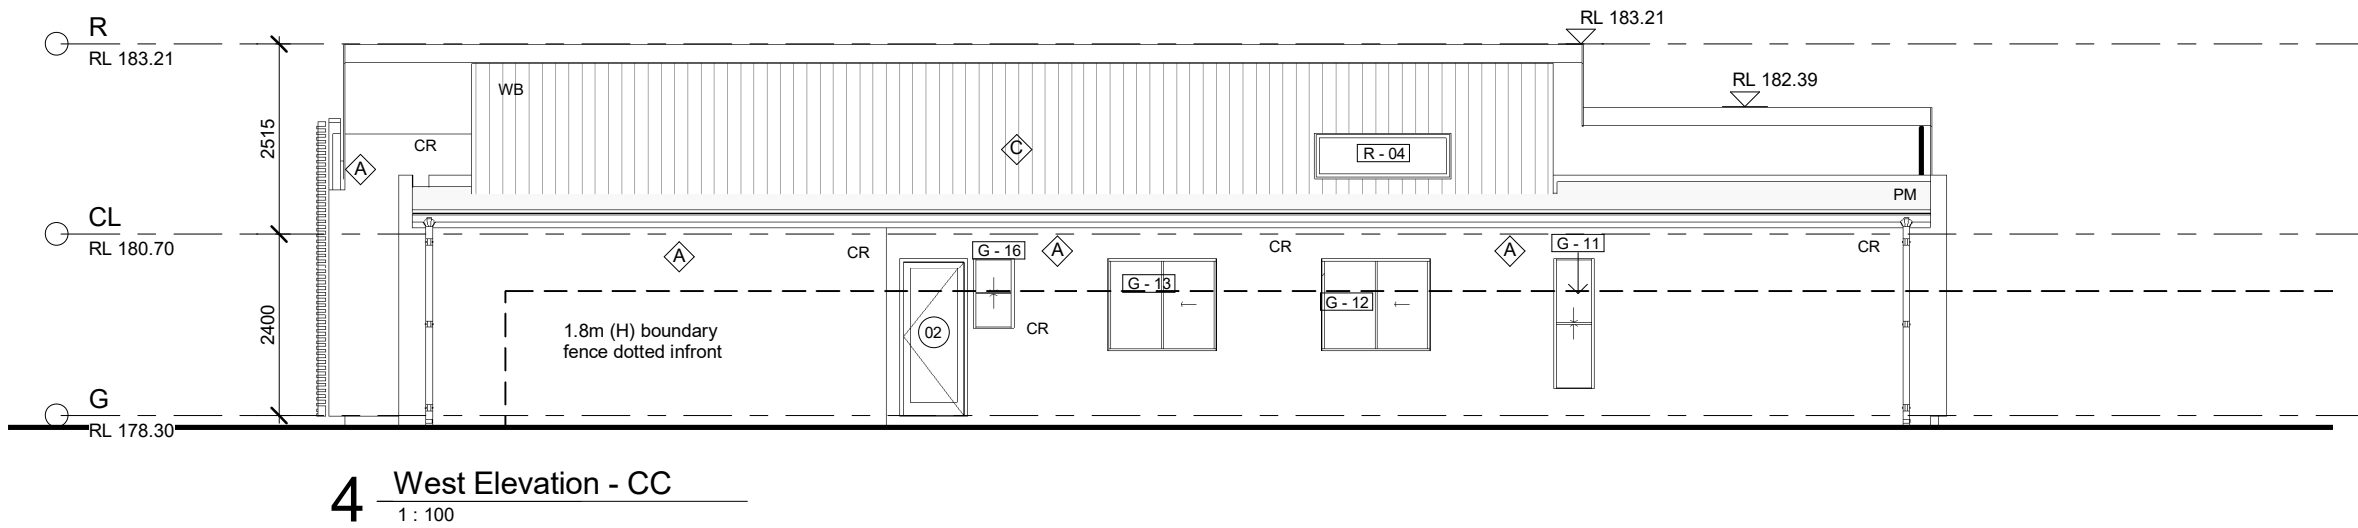 R
RL 183.21
RL 183.21
RL 182.39
WB
2515
CR
A
C
R - 04
PM
CL
RL 180.70
A
CR
G - 16
A
CR
A
G - 11
CR
G - 13
G - 12
2400
1.8m (H) boundary
fence dotted infront
02
CR
G
RL 178.30
4
West Elevation - CC
1 : 100